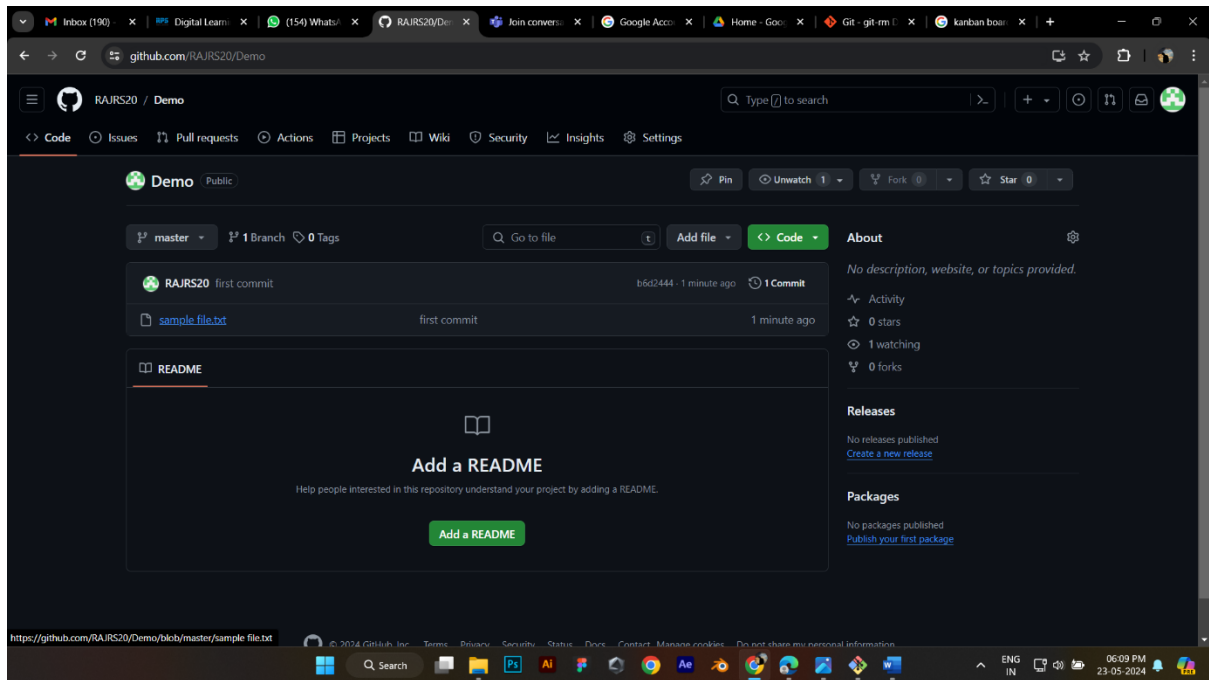 Inbox (190) -
Digital Learni
(154) WhatsA
RAJRS20/Dem
Join conversa
Google Accou
Home - Goog
Git - git-rm D
kanban boar
github.com/RAJRS20/Demo
RAJRS20 / Demo
Type / to search
<> Code Issues Pull requests Actions Projects Wiki Security Insights Settings
Demo Public
Pin Unwatch 1 Fork 0 Star 0
master 1 Branch 0 Tags
Go to file t Add file <> Code
RAJRS20 first commit b6d2444 · 1 minute ago 1 Commit
sample file.txt first commit 1 minute ago
README
Add a README
Help people interested in this repository understand your project by adding a README.
Add a README
About
No description, website, or topics provided.
Activity
0 stars
1 watching
0 forks
Releases
No releases published
Create a new release
Packages
No packages published
Publish your first package
https://github.com/RAJRS20/Demo/blob/master/sample file.txt
© 2024 GitHub, Inc. Terms Privacy Security Status Docs Contact Manage cookies Do not share my personal information
Search
Ps Ai Ae W
ENG
IN
06:09 PM
23-05-2024